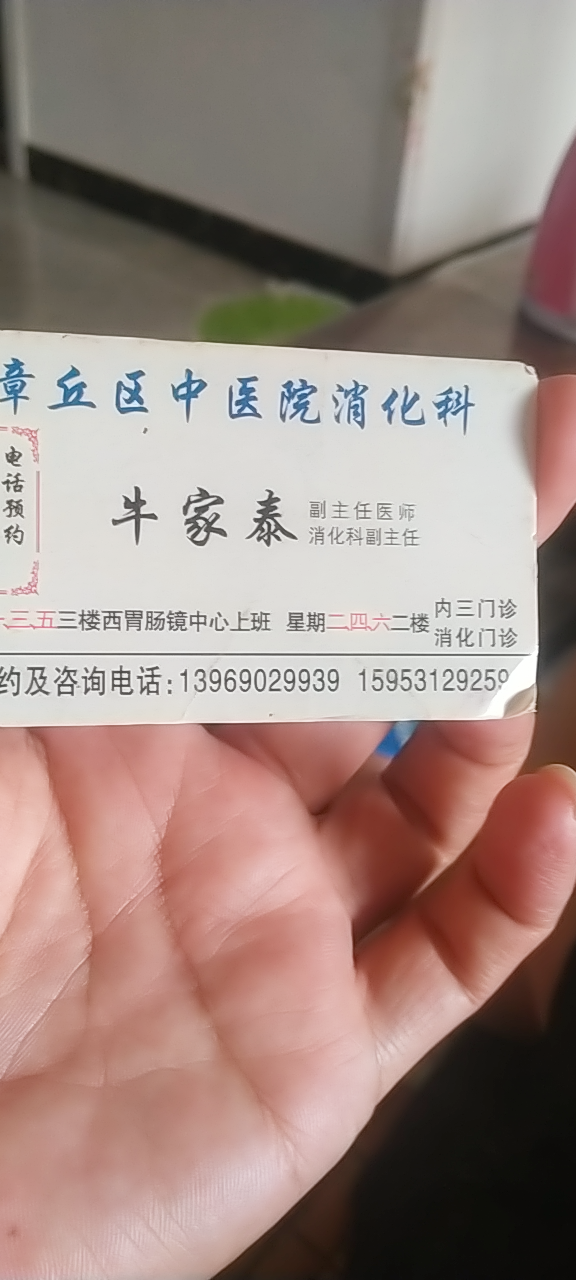 章丘区中医院消化科
电话预约
牛家泰 副主任医师
消化科副主任
三、五三楼西胃肠镜中心上班 星期二、四、六二楼 内三门诊
消化门诊
约及咨询电话:13969029939 15953129259